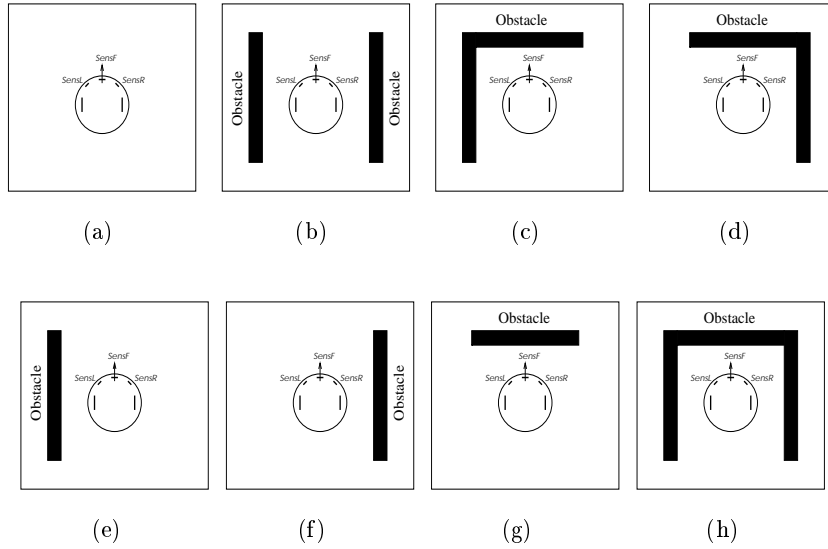 SensF
SensL SensR
(a)
Obstacle
SensF
SensL SensR
Obstacle
(b)
Obstacle
SensF
SensL SensR
(c)
Obstacle
SensF
SensL SensR
(d)
Obstacle
SensF
SensL SensR
(e)
SensF
SensL SensR
Obstacle
(f)
Obstacle
SensF
SensL SensR
(g)
Obstacle
SensF
SensL SensR
(h)